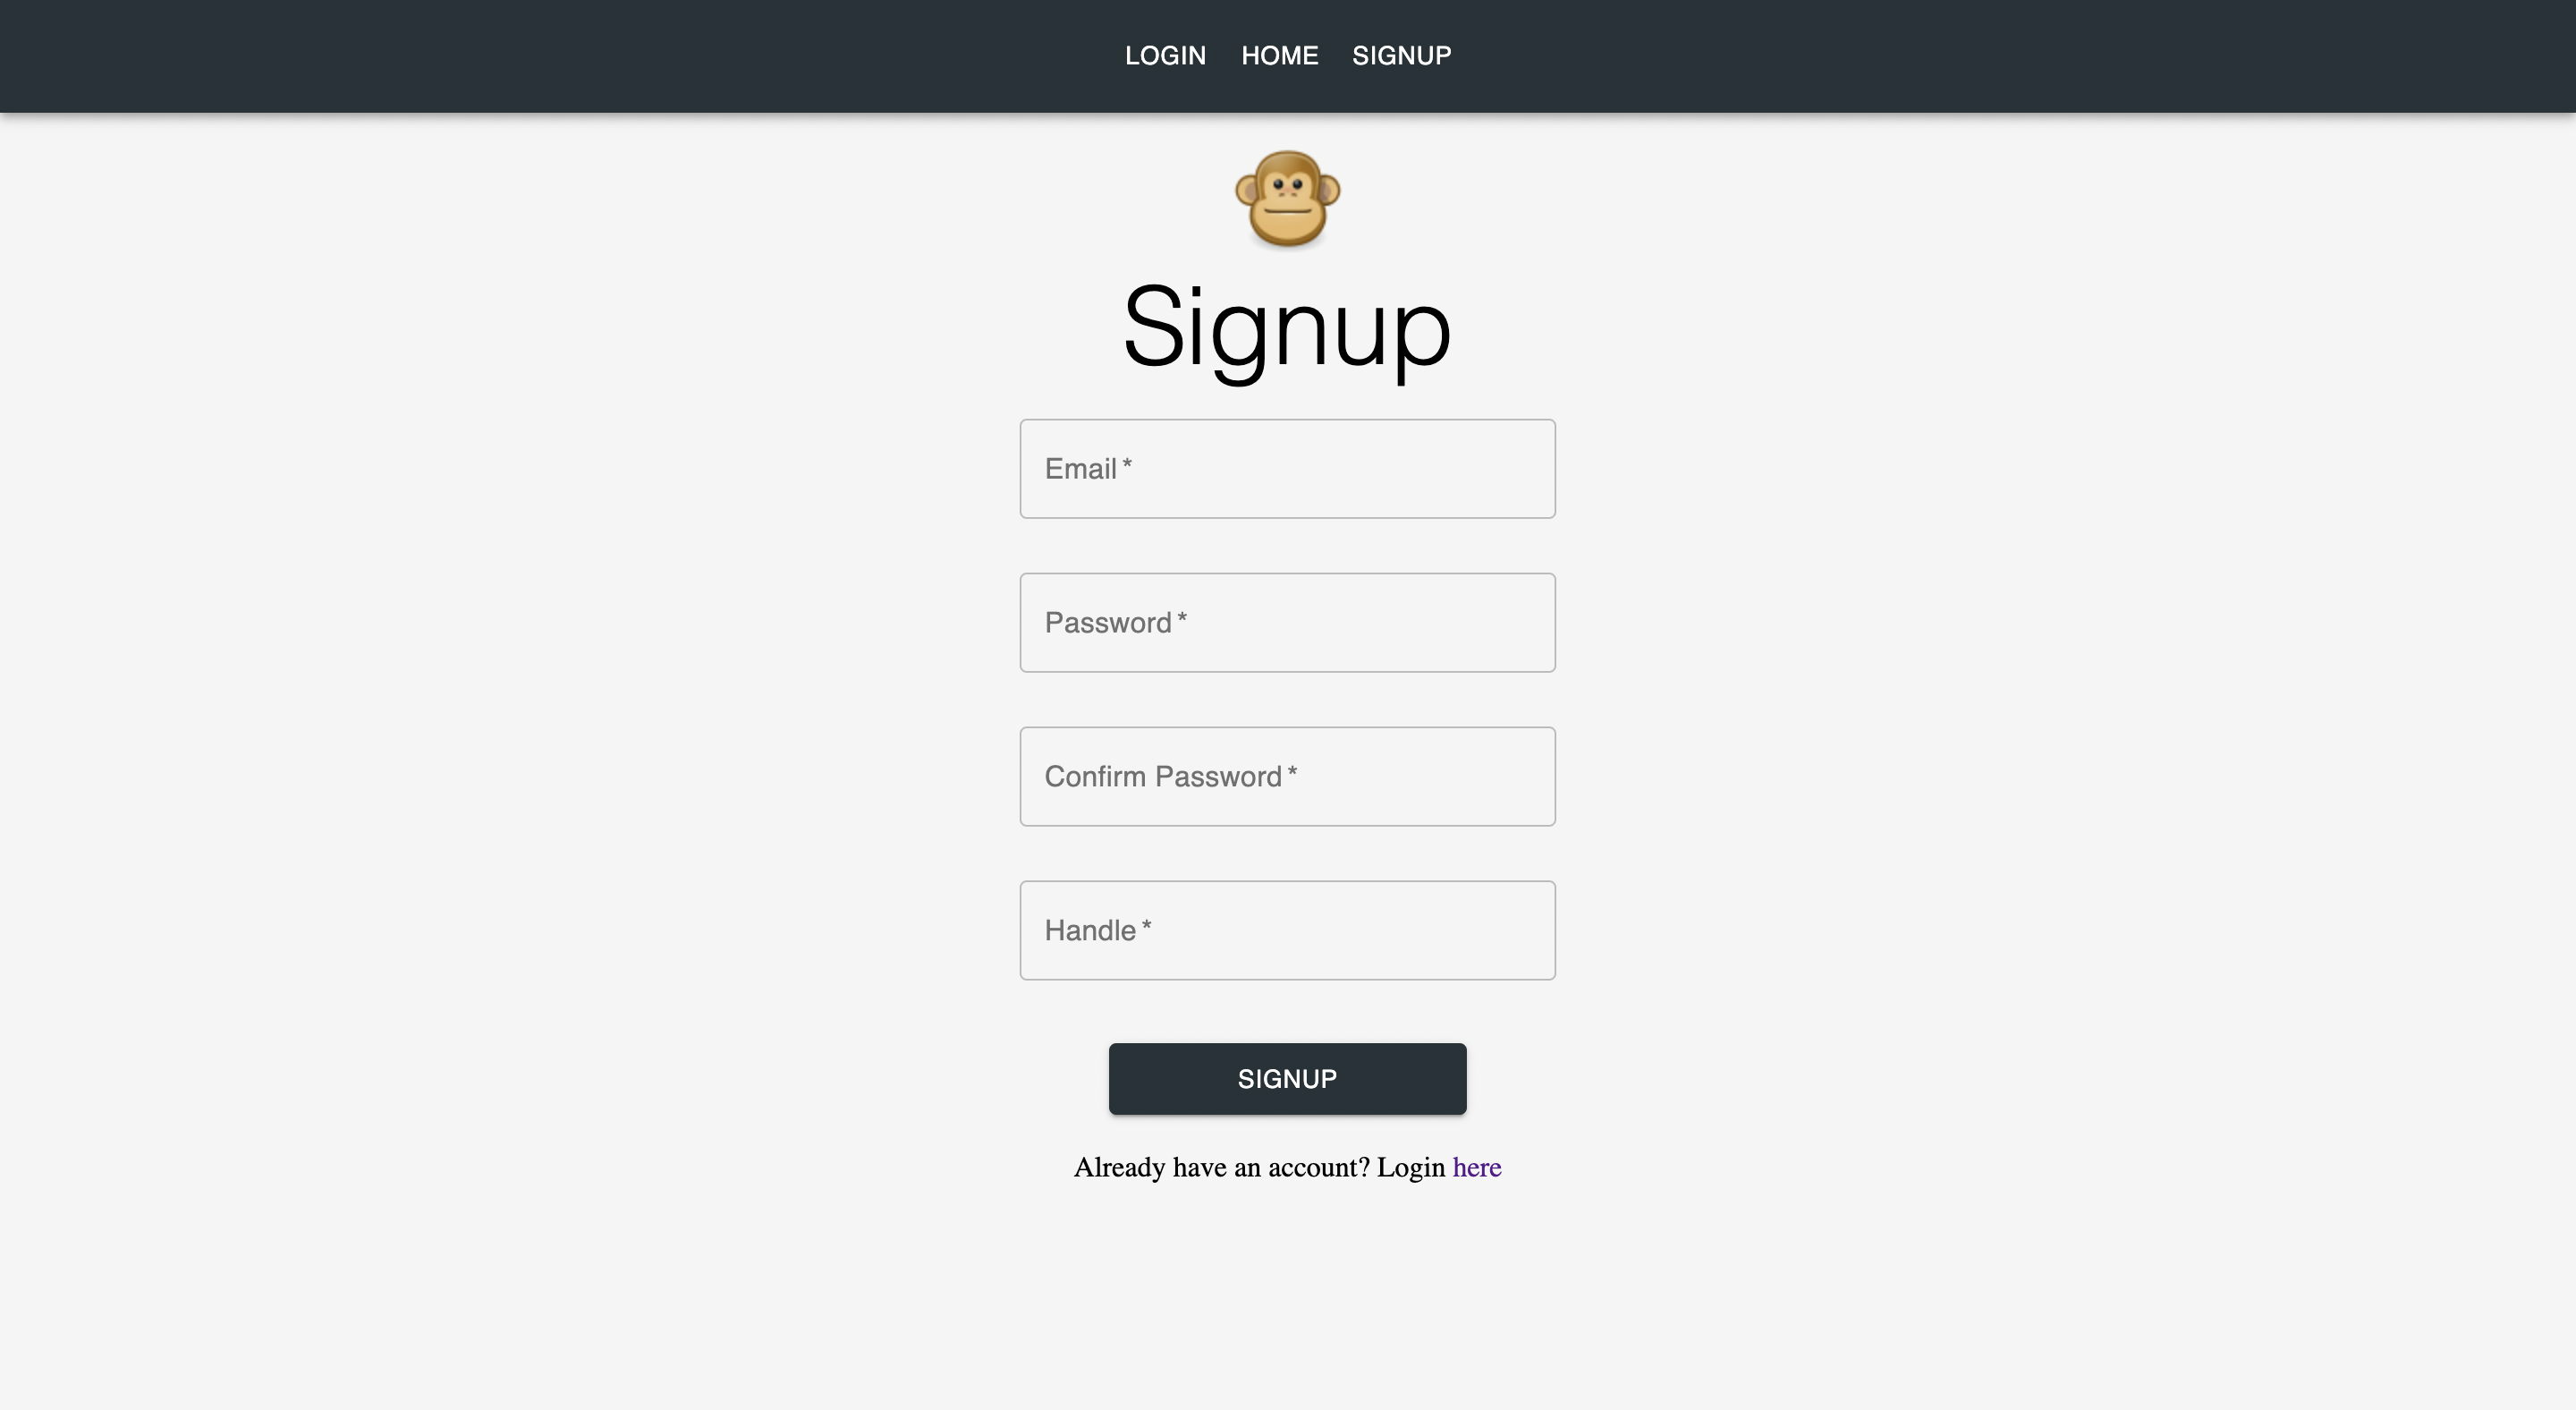 LOGIN HOME SIGNUP
Signup
Email *
Password *
Confirm Password *
Handle *
SIGNUP
Already have an account? Login here